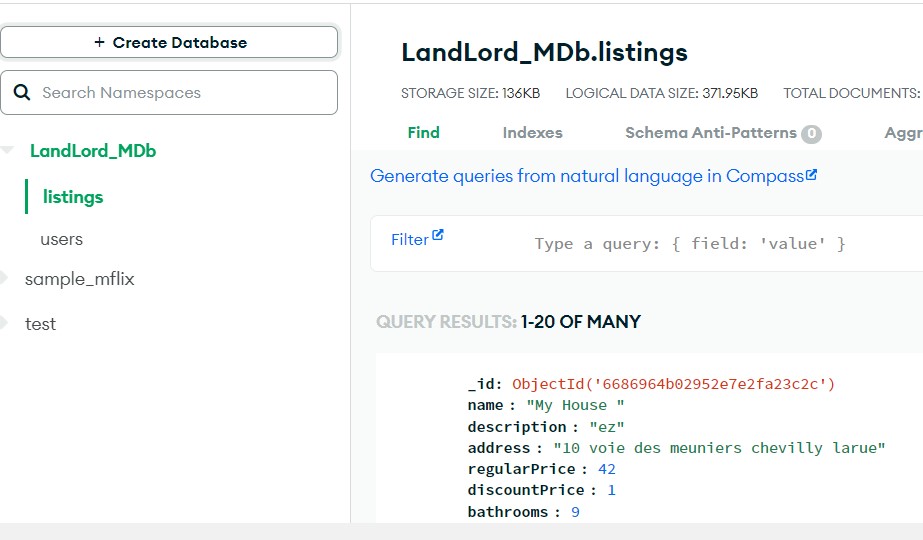 + Create Database
Search Namespaces
LandLord_MDb
listings
users
sample_mflix
test
LandLord_MDb.listings
STORAGE SIZE: 136KB LOGICAL DATA SIZE: 371.95KB TOTAL DOCUMENTS:
Find Indexes Schema Anti-Patterns 0 Aggr
Generate queries from natural language in Compass
Filter Type a query: { field: 'value' }
QUERY RESULTS: 1-20 OF MANY
_id: ObjectId('6686964b02952e7e2fa23c2c')
name : "My House "
description : "ez"
address : "10 voie des meuniers chevilly larue"
regularPrice : 42
discountPrice : 1
bathrooms : 9